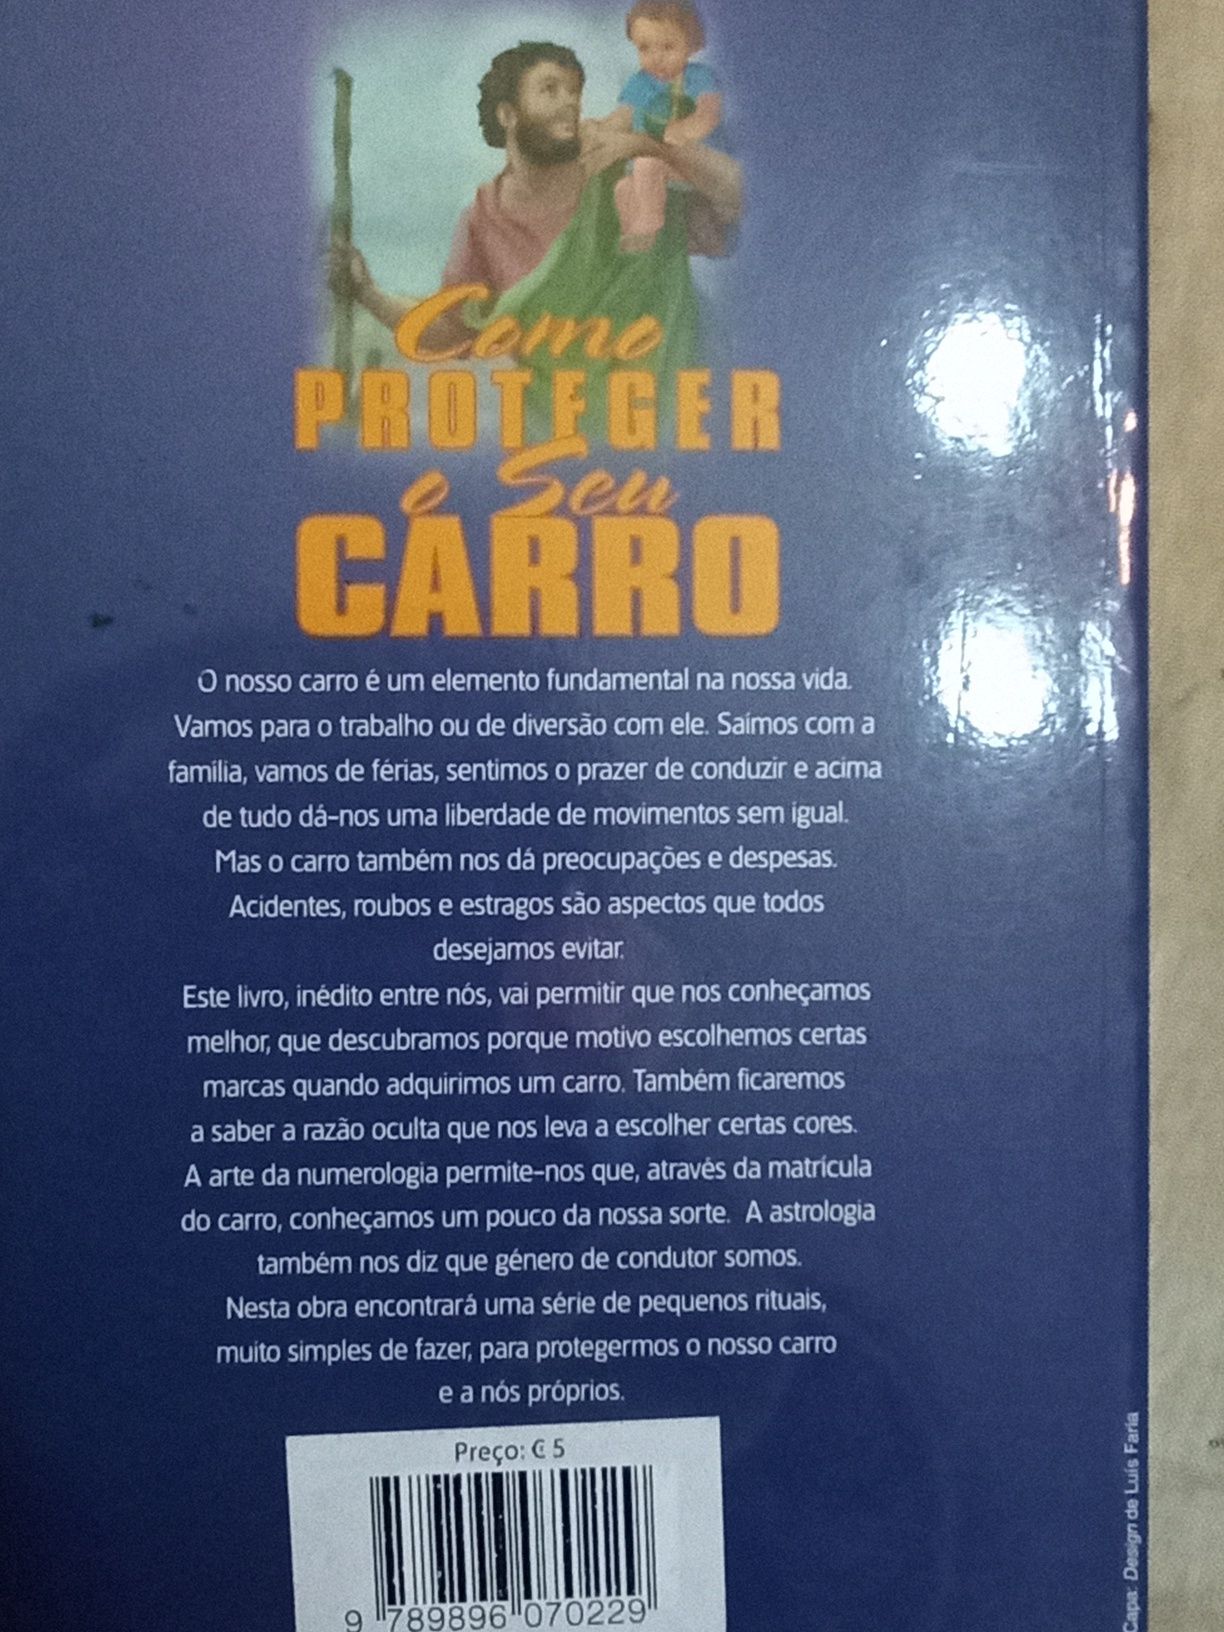 Como
PROTEGER
o Seu
CARRO
O nosso carro é um elemento fundamental na nossa vida.
Vamos para o trabalho ou de diversão com ele. Saímos com a
família, vamos de férias, sentimos o prazer de conduzir e acima
de tudo dá-nos uma liberdade de movimentos sem igual.
Mas o carro também nos dá preocupações e despesas.
Acidentes, roubos e estragos são aspectos que todos
desejamos evitar.
Este livro, inédito entre nós, vai permitir que nos conheçamos
melhor, que descubramos porque motivo escolhemos certas
marcas quando adquirimos um carro. Também ficaremos
a saber a razão oculta que nos leva a escolher certas cores.
A arte da numerologia permite-nos que, através da matrícula
do carro, conheçamos um pouco da nossa sorte. A astrologia
também nos diz que género de condutor somos.
Nesta obra encontrará uma série de pequenos rituais,
muito simples de fazer, para protegermos o nosso carro
e a nós próprios.
Preço: € 5
9 789896 070229
Capa: Design de Luís Faria